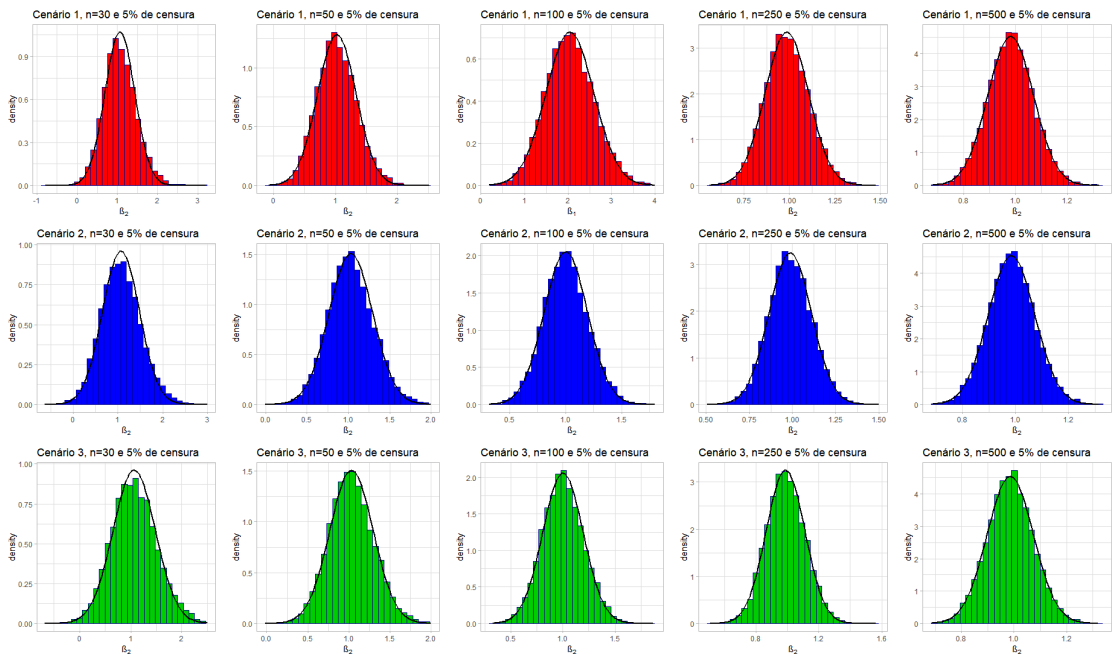 Cenário 1, n=30 e 5% de censura
density
0.9
0.6
0.3
0.0
-1 0 1 2 3
ß2
Cenário 1, n=50 e 5% de censura
density
1.0
0.5
0.0
0 1 2
ß2
Cenário 1, n=100 e 5% de censura
density
0.6
0.4
0.2
0.0
0 1 2 3 4
ß1
Cenário 1, n=250 e 5% de censura
density
3
2
1
0
0.75 1.00 1.25 1.50
ß2
Cenário 1, n=500 e 5% de censura
density
4
3
2
1
0
0.8 1.0 1.2
ß2
Cenário 2, n=30 e 5% de censura
density
1.00
0.75
0.50
0.25
0.00
0 1 2 3
ß2
Cenário 2, n=50 e 5% de censura
density
1.5
1.0
0.5
0.0
0.0 0.5 1.0 1.5 2.0
ß2
Cenário 2, n=100 e 5% de censura
density
2.0
1.5
1.0
0.5
0.0
0.5 1.0 1.5
ß2
Cenário 2, n=250 e 5% de censura
density
3
2
1
0
0.50 0.75 1.00 1.25 1.50
ß2
Cenário 2, n=500 e 5% de censura
density
4
3
2
1
0
0.8 1.0 1.2
ß2
Cenário 3, n=30 e 5% de censura
density
1.00
0.75
0.50
0.25
0.00
0 1 2
ß2
Cenário 3, n=50 e 5% de censura
density
1.5
1.0
0.5
0.0
0.0 0.5 1.0 1.5 2.0
ß2
Cenário 3, n=100 e 5% de censura
density
2.0
1.5
1.0
0.5
0.0
0.5 1.0 1.5
ß2
Cenário 3, n=250 e 5% de censura
density
3
2
1
0
0.8 1.2 1.6
ß2
Cenário 3, n=500 e 5% de censura
density
4
3
2
1
0
0.8 1.0 1.2
ß2